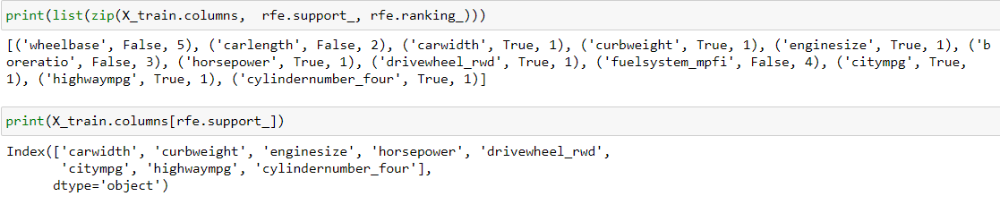 print(list(zip(X_train.columns,  rfe.support_, rfe.ranking_)))
[('wheelbase', False, 5), ('carlength', False, 2), ('carwidth', True, 1), ('curbweight', True, 1), ('enginesize', True, 1), ('b
oreratio', False, 3), ('horsepower', True, 1), ('drivewheel_rwd', True, 1), ('fuelsystem_mpfi', False, 4), ('citympg', True,
1), ('highwaympg', True, 1), ('cylindernumber_four', True, 1)]
print(X_train.columns[rfe.support_])
Index(['carwidth', 'curbweight', 'enginesize', 'horsepower', 'drivewheel_rwd',
       'citympg', 'highwaympg', 'cylindernumber_four'],
      dtype='object')